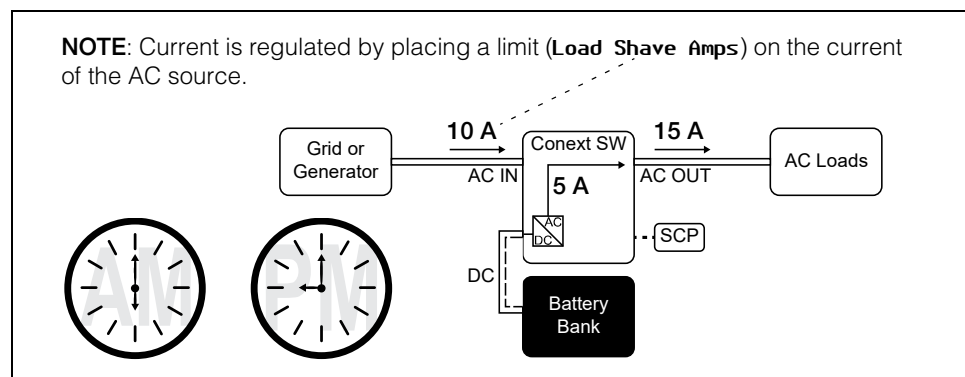 NOTE: Current is regulated by placing a limit (Load Shave Amps) on the current
of the AC source.
10 A
15 A
Grid or
Generator
AC IN
Conext SW
5 A
AC OUT
AC Loads
AC
DC
SCP
DC
Battery
Bank
AM
PM